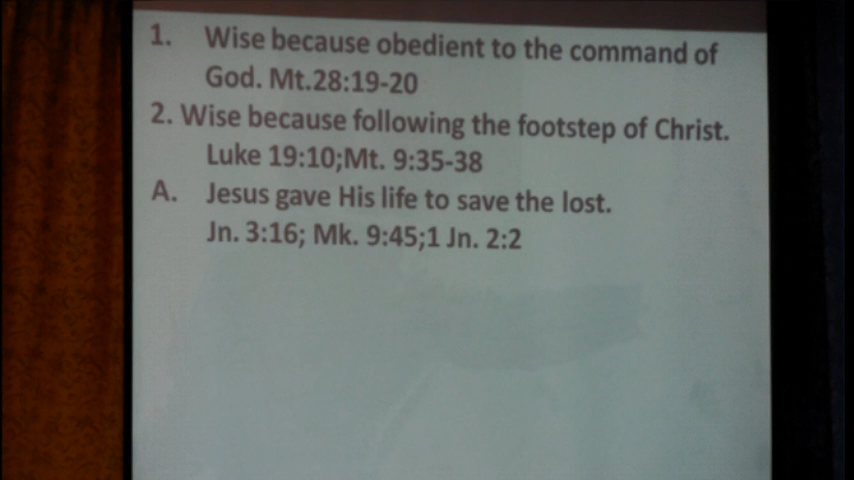 1. Wise because obedient to the command of
God. Mt.28:19-20
2. Wise because following the footstep of Christ.
Luke 19:10;Mt. 9:35-38
A. Jesus gave His life to save the lost.
Jn. 3:16; Mk. 9:45;1 Jn. 2:2